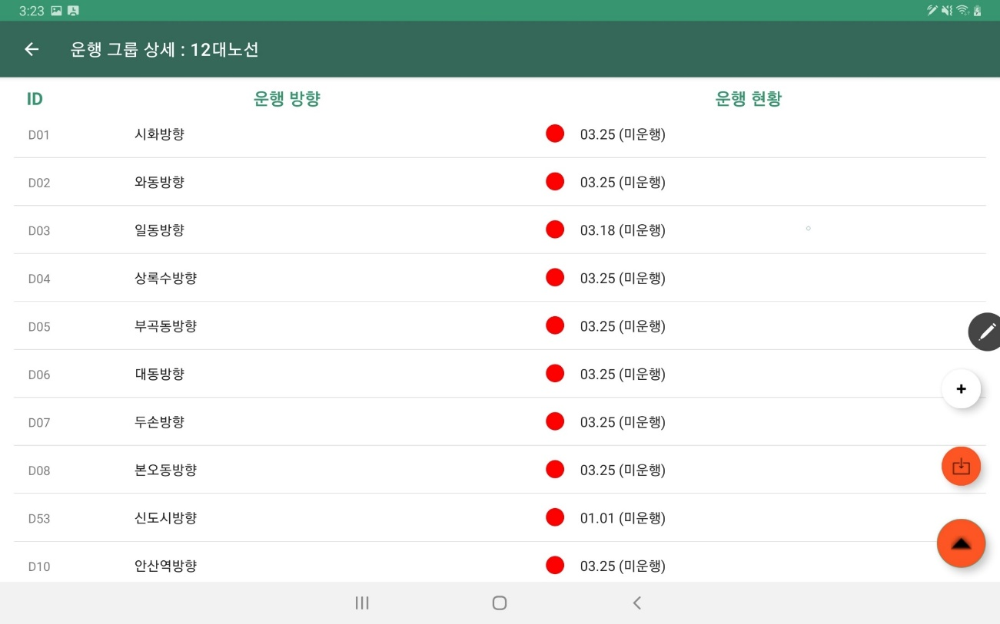 3:23
운행 그룹 상세 : 12대노선
ID 운행 방향 운행 현황
D01 시화방향 03.25 (미운행)
D02 와동방향 03.25 (미운행)
D03 일동방향 03.18 (미운행)
D04 상록수방향 03.25 (미운행)
D05 부곡동방향 03.25 (미운행)
D06 대동방향 03.25 (미운행)
D07 두손방향 03.25 (미운행)
D08 본오동방향 03.25 (미운행)
D53 신도시방향 01.01 (미운행)
D10 안산역방향 03.25 (미운행)